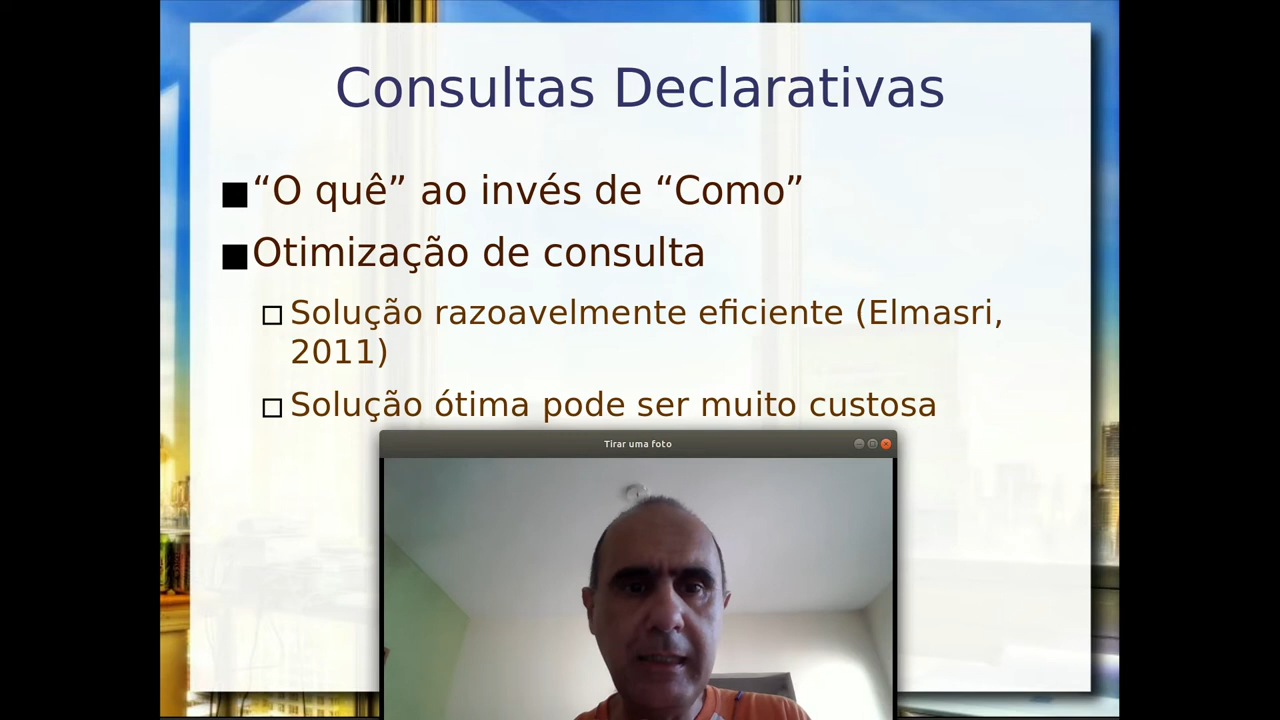 Consultas Declarativas
“O quê” ao invés de “Como”
Otimização de consulta
Solução razoavelmente eficiente (Elmasri,
2011)
Solução ótima pode ser muito custosa
Tirar uma foto